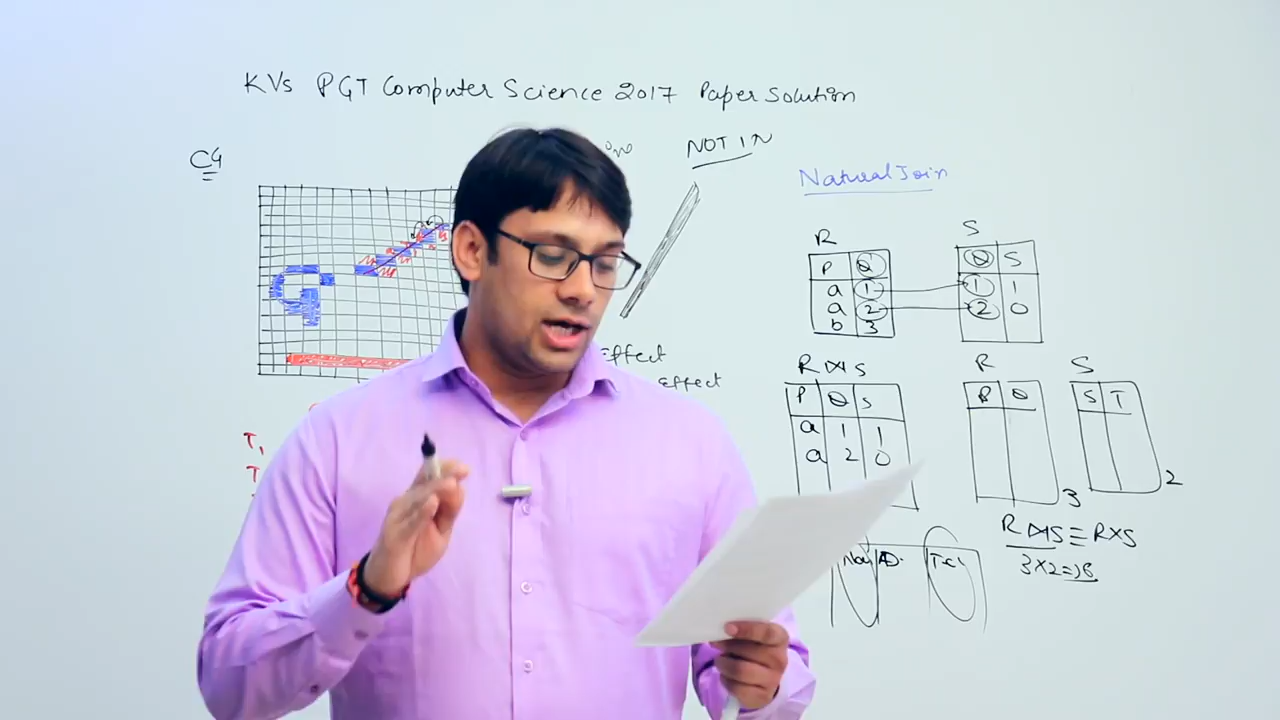 KVs PGT Computer Science 2017 Paper Solution
C4
NOT IN
Natural Join
R
S
P Q
a 1
a 2
b 3
Q S
1 1
2 0
Effect
Effect
R ⋈ S
P Q S
a 1 1
a 2 0
R
S
P Q
S T
3
2
R ⋈ S ≡ R×S
3×2=
T1
T